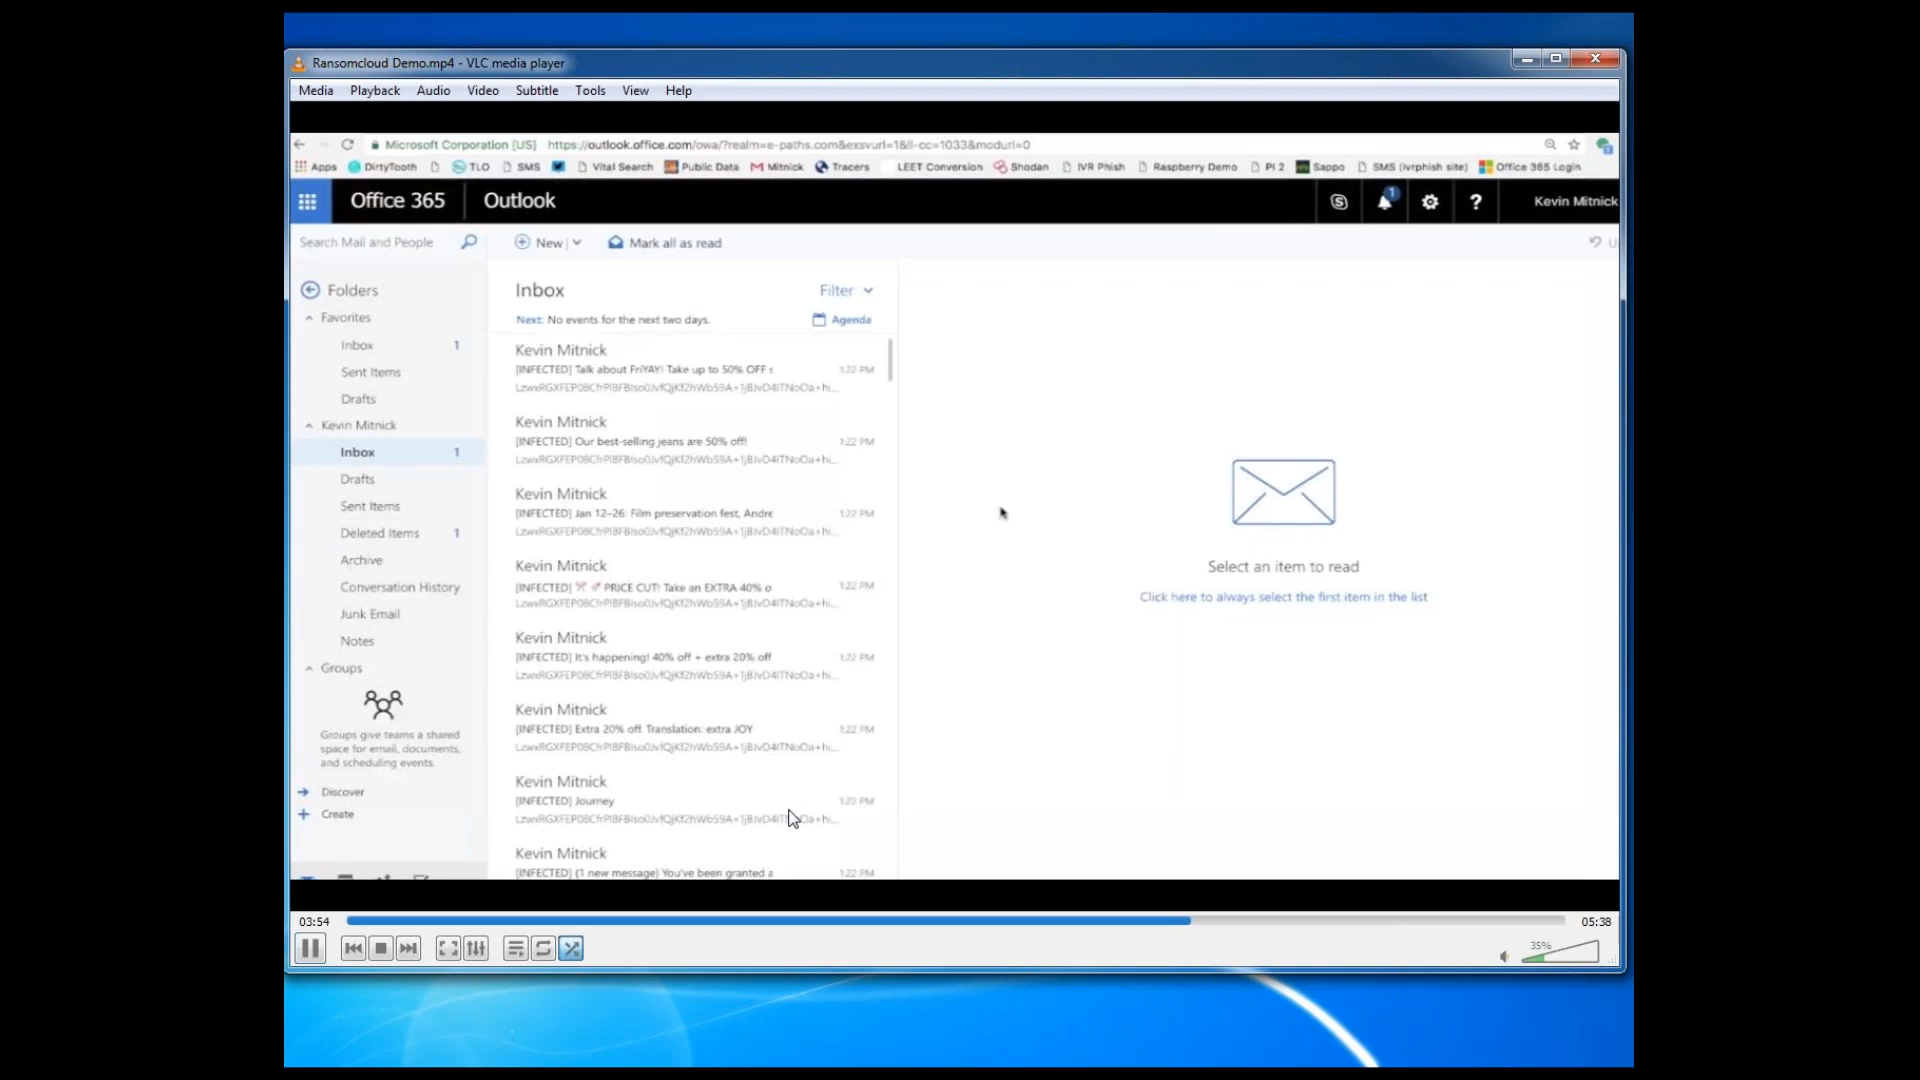 Ransomcloud Demo.mp4 - VLC media player
Media Playback Audio Video Subtitle Tools View Help
Microsoft Corporation [US] https://outlook.office.com/owa/?realm=e-paths.com&exsvurl=1&ll-cc=1033&modurl=0
Apps DirtyTooth TLO SMS Vital Search Public Data Mitnick Tracers LEET Conversion Shodan IVR Phish Raspberry Demo PI 2 Sappo SMS (ivrphish site) Office 365 Login
Office 365 Outlook 1 ? Kevin Mitnick
Search Mail and People New Mark all as read
Folders
Favorites
Inbox 1
Sent Items
Drafts
Kevin Mitnick
Inbox 1
Drafts
Sent Items
Deleted Items 1
Archive
Conversation History
Junk Email
Notes
Groups
Groups give teams a shared
space for email, documents,
and scheduling events.
Discover
Create
Inbox Filter
Next: No events for the next two days. Agenda
Kevin Mitnick
[INFECTED] Talk about FriYAY! Take up to 50% OFF s 1:22 PM
Kevin Mitnick
[INFECTED] Our best-selling jeans are 50% off! 1:22 PM
Kevin Mitnick
[INFECTED] Jan 12–26: Film preservation fest, Andre 1:22 PM
Kevin Mitnick
[INFECTED] PRICE CUT! Take an EXTRA 40% o 1:22 PM
Kevin Mitnick
[INFECTED] It's happening! 40% off + extra 20% off 1:22 PM
Kevin Mitnick
[INFECTED] Extra 20% off. Translation: extra JOY 1:22 PM
Kevin Mitnick
[INFECTED] Journey 1:22 PM
Kevin Mitnick
[INFECTED] (1 new message) You've been granted a 1:22 PM
Select an item to read
Click here to always select the first item in the list
03:54 05:38
35%